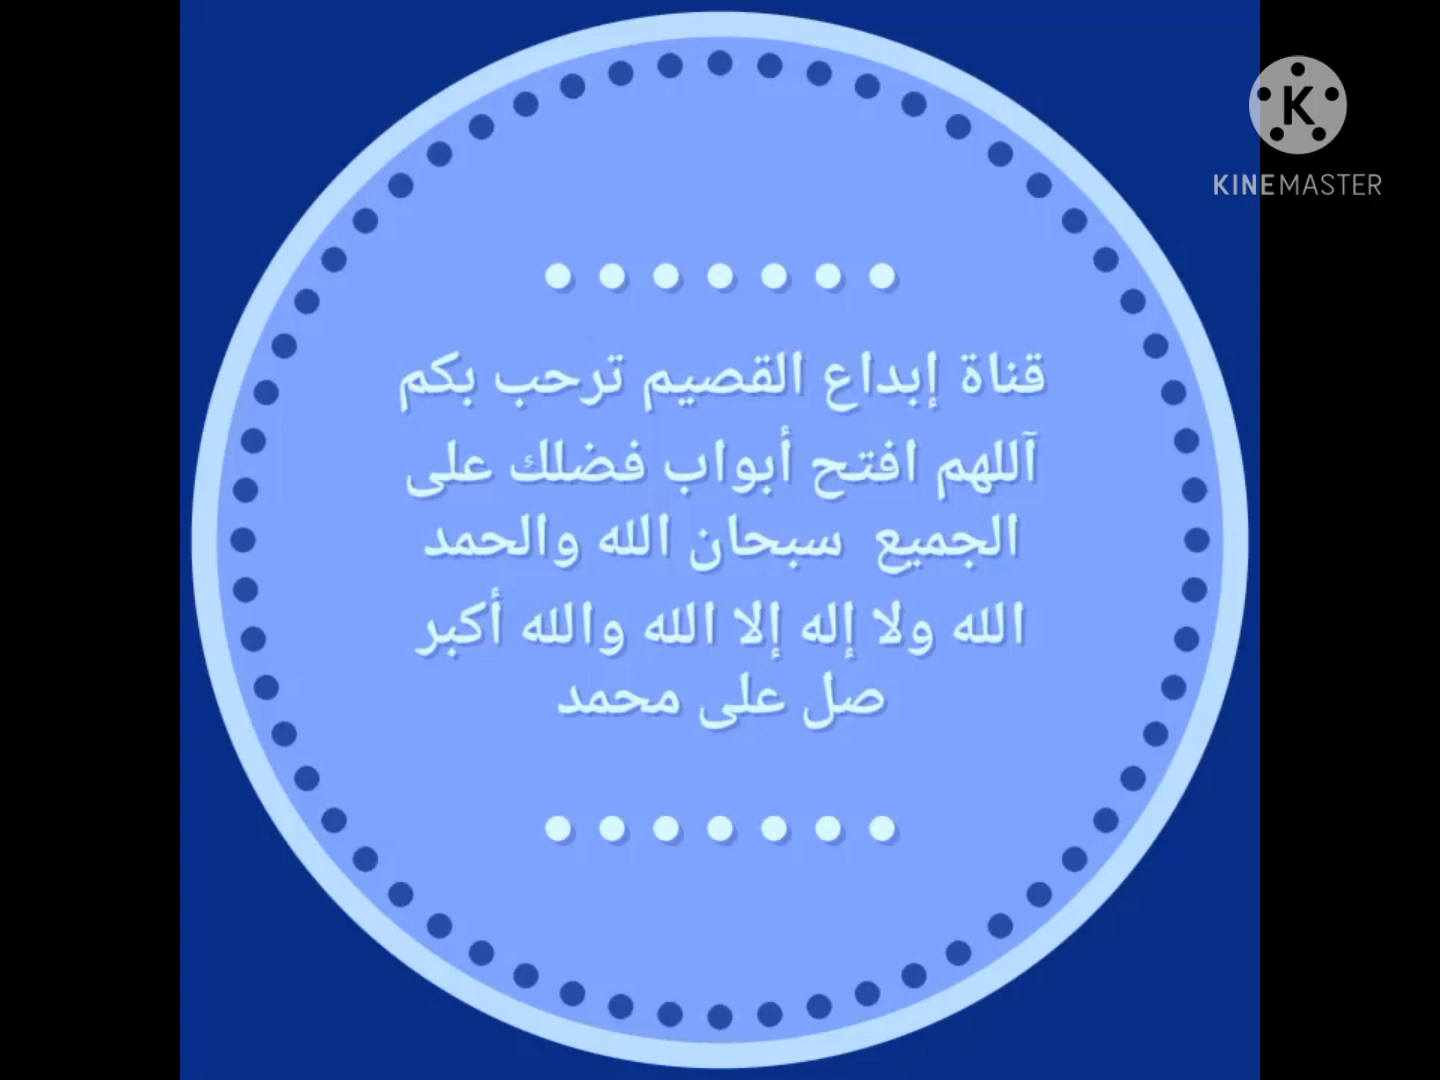 KINEMASTER
قناة إبداع القصيم ترحب بكم
آللهم افتح أبواب فضلك على
الجميع سبحان الله والحمد
الله ولا إله إلا الله والله أكبر
صل على محمد